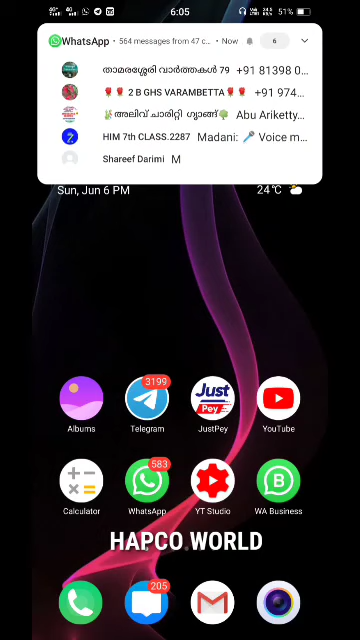 6:05
51%
WhatsApp • 564 messages from 47 c... • Now 6
താമരശ്ശേരി വാർത്തകൾ 79 +91 81398 0...
🌹🌹 2 B GHS VARAMBETTA🌹🌹 +91 974...
അലിവ് ചാരിറ്റി ഗ്യാങ്ങ് Abu Ariketty...
HIM 7th CLASS.2287 Madani: 🎤 Voice m...
Shareef Darimi M
Sun, Jun 6 PM 24°C
3199
Just
Pey
Albums Telegram JustPey YouTube
583
B
Calculator WhatsApp YT Studio WA Business
HAPCO.WORLD
205